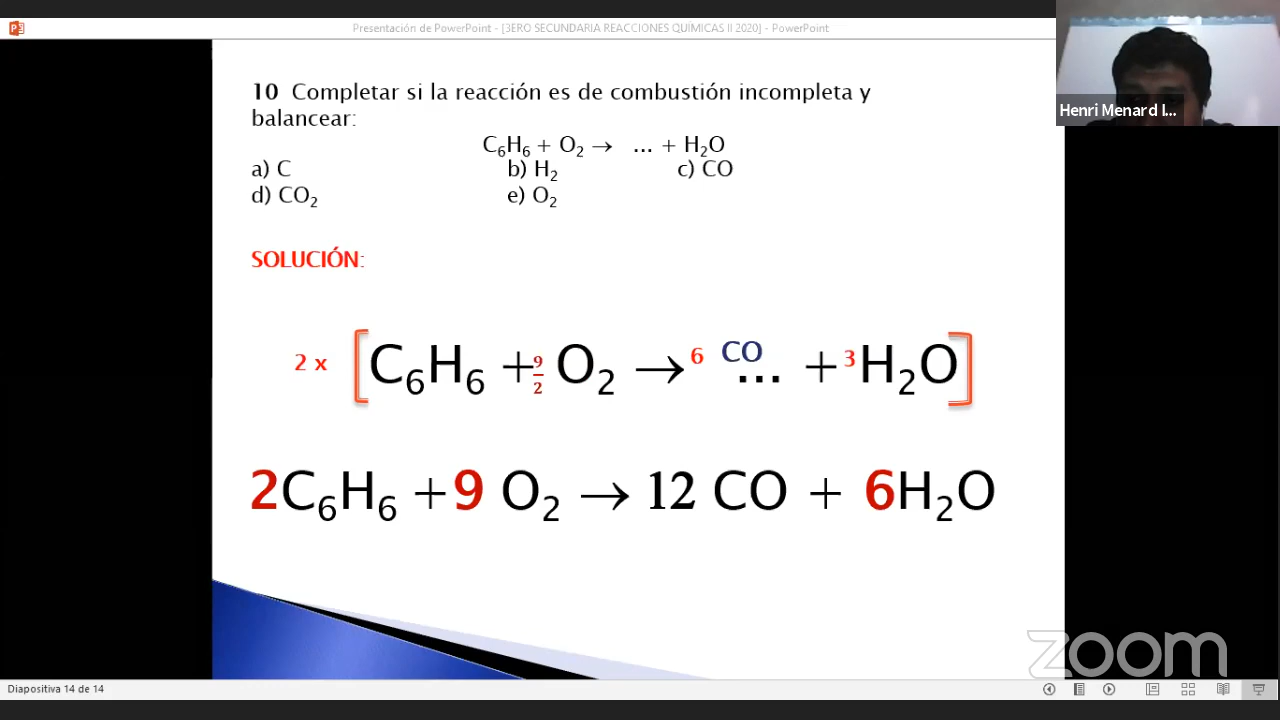 Presentación de PowerPoint - [3ERO SECUNDARIA REACCIONES QUÍMICAS II 2020] - PowerPoint
Henri Menard I...
10 Completar si la reacción es de combustión incompleta y
balancear:
C₆H₆ + O₂ → ... + H₂O
a) C b) H₂ c) CO
d) CO₂ e) O₂
SOLUCIÓN:
2 x [C₆H₆ + 9/2 O₂ → 6 CO ... + 3 H₂O]
2C₆H₆ + 9 O₂ → 12 CO + 6H₂O
zoom
Diapositiva 14 de 14